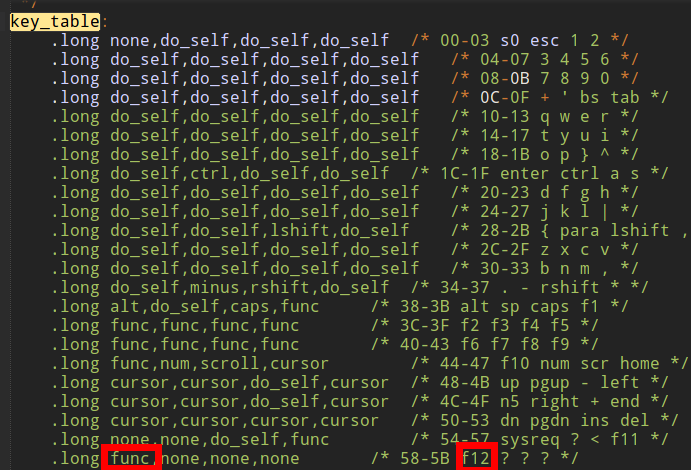 */
key_table:
.long none,do_self,do_self,do_self /* 00-03 s0 esc 1 2 */
.long do_self,do_self,do_self,do_self /* 04-07 3 4 5 6 */
.long do_self,do_self,do_self,do_self /* 08-0B 7 8 9 0 */
.long do_self,do_self,do_self,do_self /* 0C-0F + ' bs tab */
.long do_self,do_self,do_self,do_self /* 10-13 q w e r */
.long do_self,do_self,do_self,do_self /* 14-17 t y u i */
.long do_self,do_self,do_self,do_self /* 18-1B o p } ^ */
.long do_self,ctrl,do_self,do_self /* 1C-1F enter ctrl a s */
.long do_self,do_self,do_self,do_self /* 20-23 d f g h */
.long do_self,do_self,do_self,do_self /* 24-27 j k l | */
.long do_self,do_self,lshift,do_self /* 28-2B { para lshift ,
.long do_self,do_self,do_self,do_self /* 2C-2F z x c v */
.long do_self,do_self,do_self,do_self /* 30-33 b n m , */
.long do_self,minus,rshift,do_self /* 34-37 . - rshift * */
.long alt,do_self,caps,func /* 38-3B alt sp caps f1 */
.long func,func,func,func /* 3C-3F f2 f3 f4 f5 */
.long func,func,func,func /* 40-43 f6 f7 f8 f9 */
.long func,num,scroll,cursor /* 44-47 f10 num scr home */
.long cursor,cursor,do_self,cursor /* 48-4B up pgup - left */
.long cursor,cursor,do_self,cursor /* 4C-4F n5 right + end */
.long cursor,cursor,cursor,cursor /* 50-53 dn pgdn ins del */
.long none,none,do_self,func /* 54-57 sysreq ? < f11 */
.long func,none,none,none /* 58-5B f12 ? ? ? */